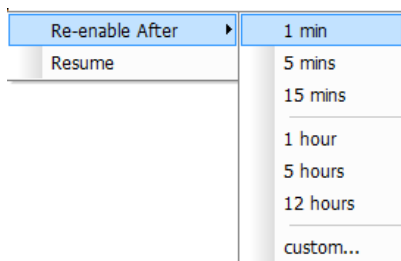 Re-enable After
Resume
1 min
5 mins
15 mins
1 hour
5 hours
12 hours
custom...